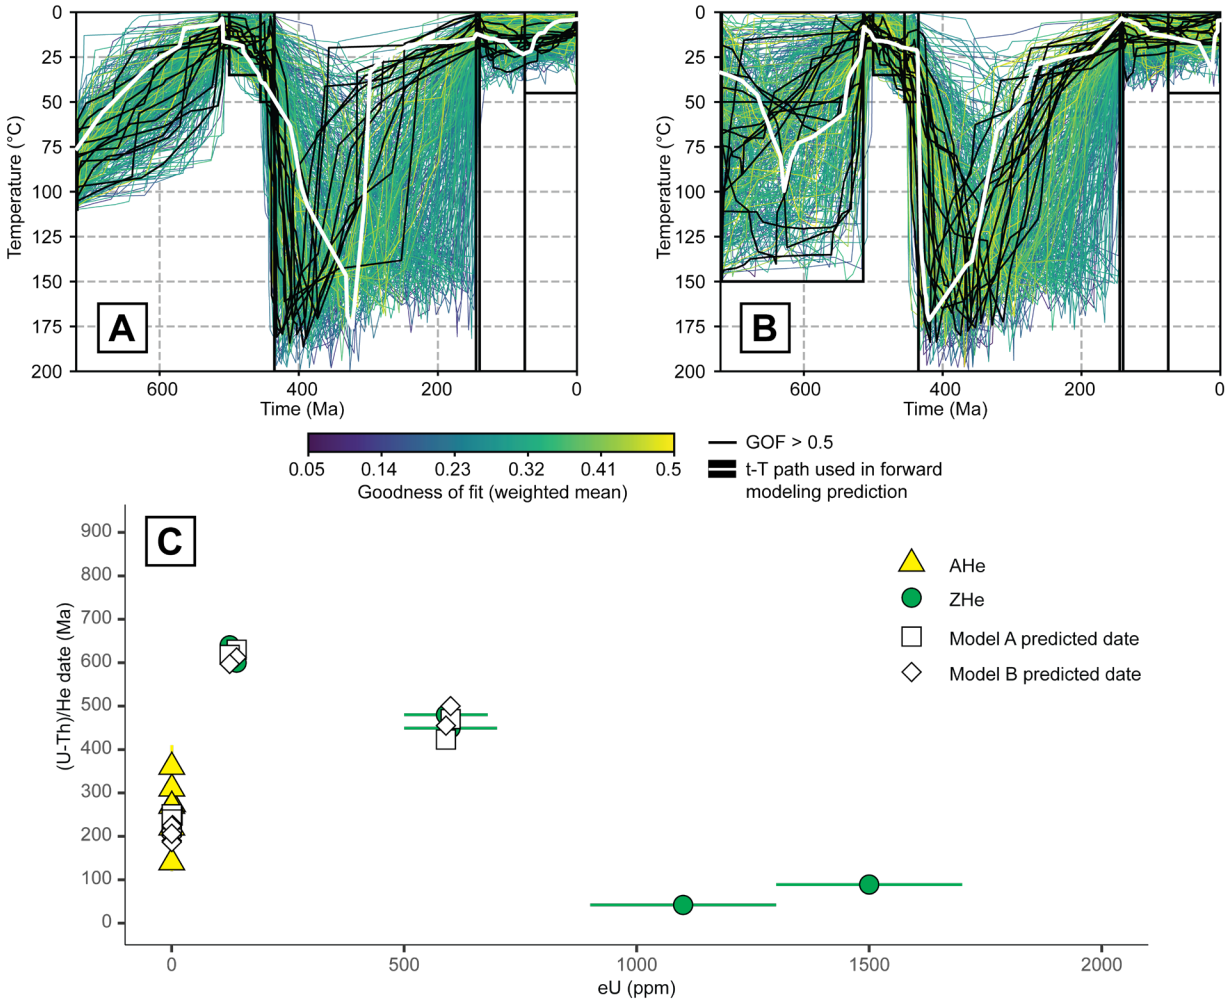 0
25
50
75
100
125
150
175
200
Temperature (°C)
A
600
400
200
0
Time (Ma)
0
25
50
75
100
125
150
175
200
Temperature (°C)
B
600
400
200
0
Time (Ma)
0.05
0.14
0.23
0.32
0.41
0.5
Goodness of fit (weighted mean)
GOF > 0.5
t-T path used in forward
modeling prediction
C
900
800
700
600
500
400
300
200
100
0
(U-Th)/He date (Ma)
AHe
ZHe
Model A predicted date
Model B predicted date
0
500
1000
1500
2000
eU (ppm)